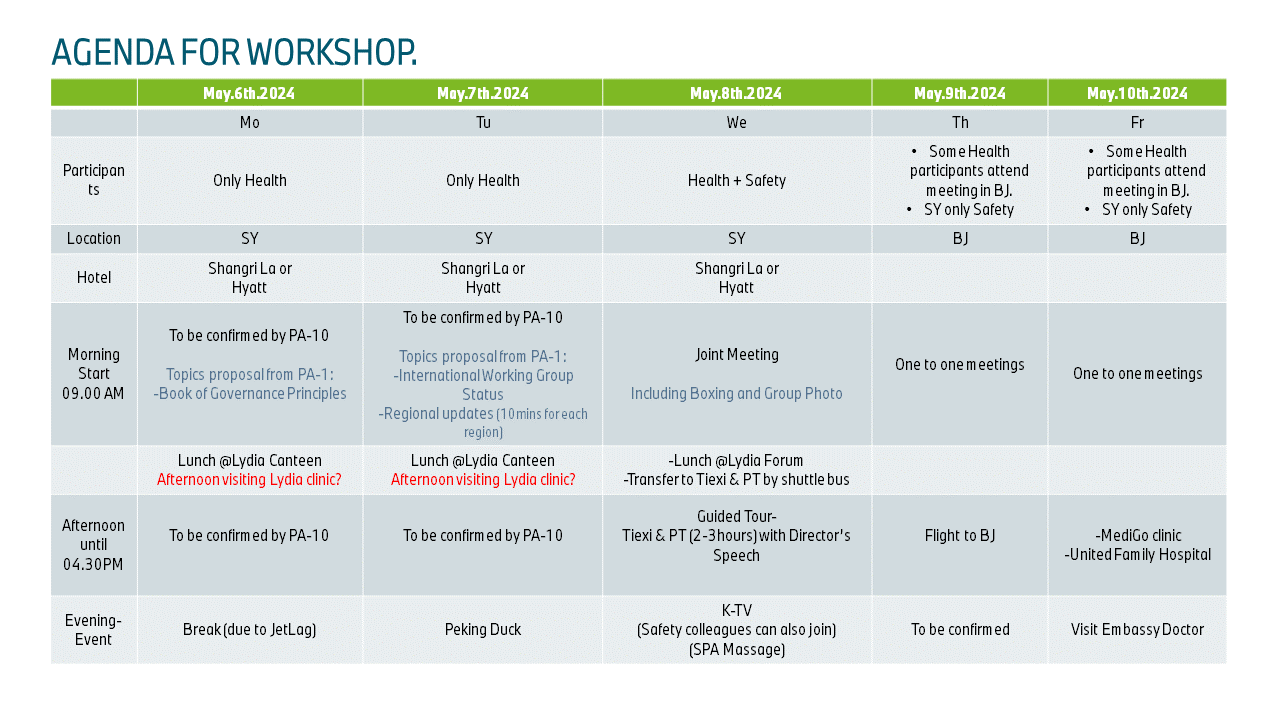 AGENDA FOR WORKSHOP.
May.6th.2024 May.7th.2024 May.8th.2024 May.9th.2024 May.10th.2024
Mo Tu We Th Fr
Participan
ts
Only Health
Only Health
Health + Safety
• Some Health
participants attend
meeting in BJ.
• SY only Safety
• Some Health
participants attend
meeting in BJ.
• SY only Safety
Location SY SY SY BJ BJ
Hotel
Shangri La or
Hyatt
Shangri La or
Hyatt
Shangri La or
Hyatt
Morning
Start
09.00 AM
To be confirmed by PA-10
Topics proposal from PA-1:
-Book of Governance Principles
To be confirmed by PA-10
Topics proposal from PA-1:
-International Working Group
Status
-Regional updates (10 mins for each
region)
Joint Meeting
Including Boxing and Group Photo
One to one meetings
One to one meetings
Lunch @Lydia Canteen
Afternoon visiting Lydia clinic?
Lunch @Lydia Canteen
Afternoon visiting Lydia clinic?
-Lunch @Lydia Forum
-Transfer to Tiexi & PT by shuttle bus
Afternoon
until
04.30PM
To be confirmed by PA-10
To be confirmed by PA-10
Guided Tour-
Tiexi & PT (2-3hours) with Director's
Speech
Flight to BJ
-MediGo clinic
-United Family Hospital
Evening-
Event
Break (due to JetLag)
Peking Duck
K-TV
(Safety colleagues can also join)
(SPA Massage)
To be confirmed
Visit Embassy Doctor